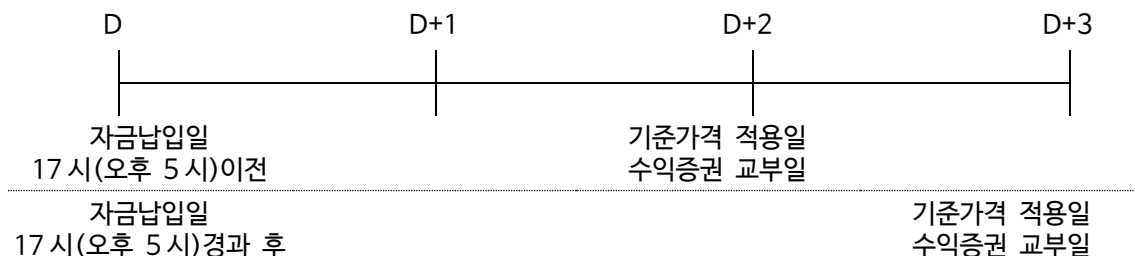 D D+1 D+2 D+3
자금납입일 기준가격 적용일
17시(오후 5시)이전 수익증권 교부일
자금납입일 기준가격 적용일
17시(오후 5시)경과 후 수익증권 교부일